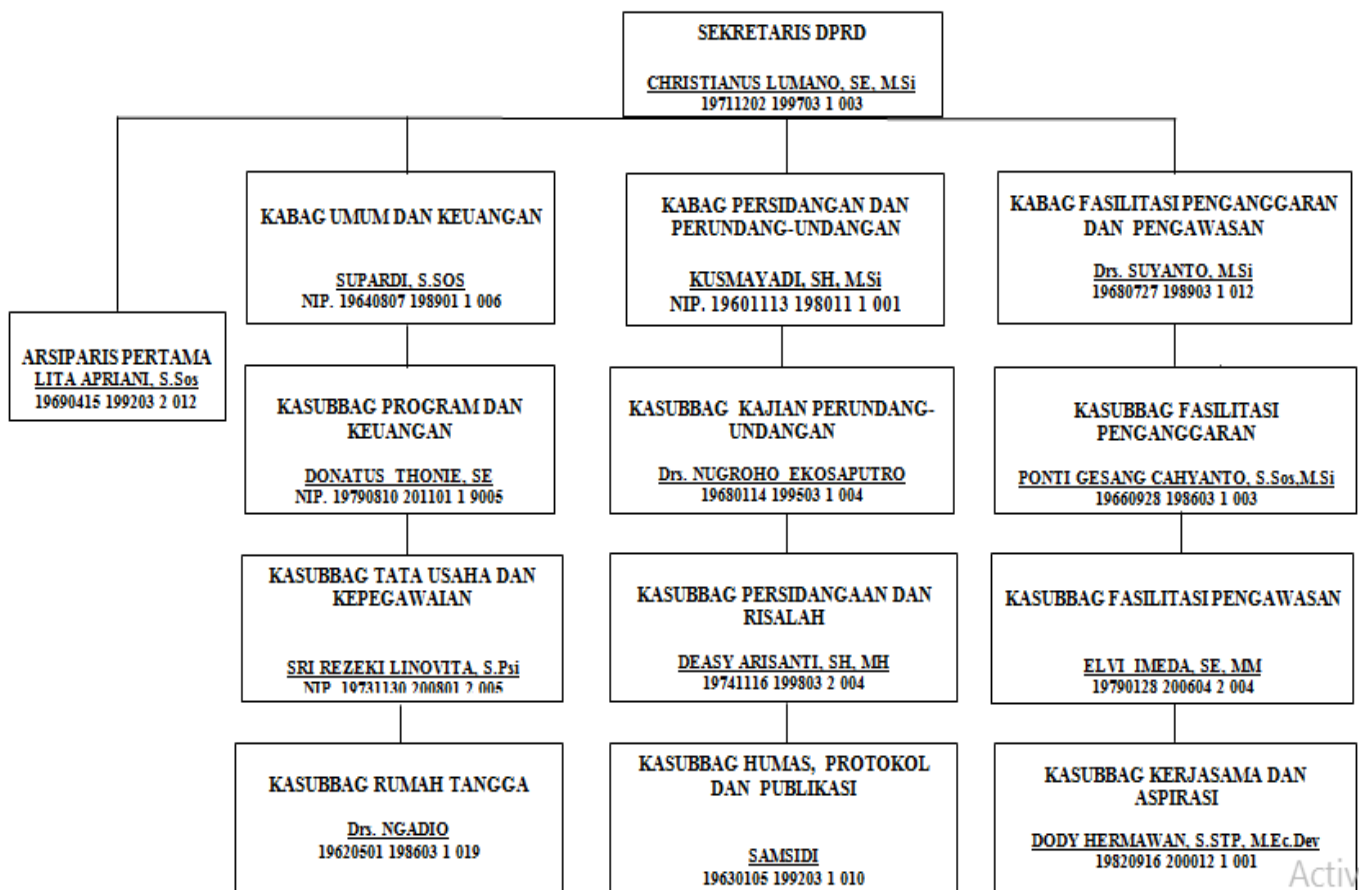 SEKRETARIS DPRD
CHRISTIANUS LUMANO, SE, M.Si
19711202 199703 1 003
ARSIPARIS PERTAMA
LITA APRIANI, S.Sos
19690415 199203 2 012
KABAG UMUM DAN KEUANGAN
SUPARDI, S.SOS
NIP. 19640807 198901 1 006
KASUBBAG PROGRAM DAN
KEUANGAN
DONATUS THONIE, SE
NIP. 19790810 201101 1 9005
KASUBBAG TATA USAHA DAN
KEPEGAWAIAN
SRI REZEKI LINOVITA, S.Psi
NIP. 19731130 200801 2 005
KASUBBAG RUMAH TANGGA
Drs. NGADIO
19620501 198603 1 019
KABAG PERSIDANGAN DAN
PERUNDANG-UNDANGAN
KUSMAYADI, SH, M.Si
NIP. 19601113 198011 1 001
KASUBBAG KAJIAN PERUNDANG-
UNDANGAN
Drs. NUGROHO EKOSAPUTRO
19680114 199503 1 004
KASUBBAG PERSIDANGAAN DAN
RISALAH
DEASY ARISANTI, SH, MH
19741116 199803 2 004
KASUBBAG HUMAS, PROTOKOL
DAN PUBLIKASI
SAMSIDI
19630105 199203 1 010
KABAG FASILITASI PENGANGGARAN
DAN PENGAWASAN
Drs. SUYANTO, M.Si
19680727 198903 1 012
KASUBBAG FASILITASI
PENGANGGARAN
PONTI GESANG CAHYANTO, S.Sos,M.Si
19660928 198603 1 003
KASUBBAG FASILITASI PENGAWASAN
ELVI IMEDA, SE, MM
19790128 200604 2 004
KASUBBAG KERJASAMA DAN
ASPIRASI
DODY HERMAWAN, S.STP, M.Ec.Dev
19820916 200012 1 001
Activ